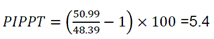 PIPPT = (50.99/48.39 − 1) × 100 =5.4